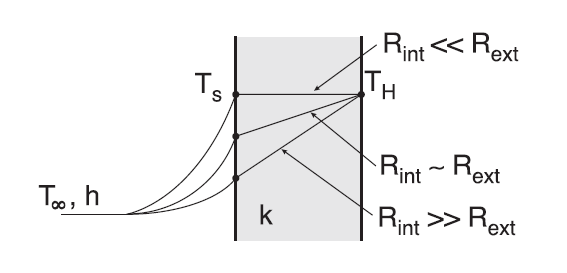 R_int << R_ext
T_s
T_H
R_int ~ R_ext
T_∞, h
k
R_int >> R_ext